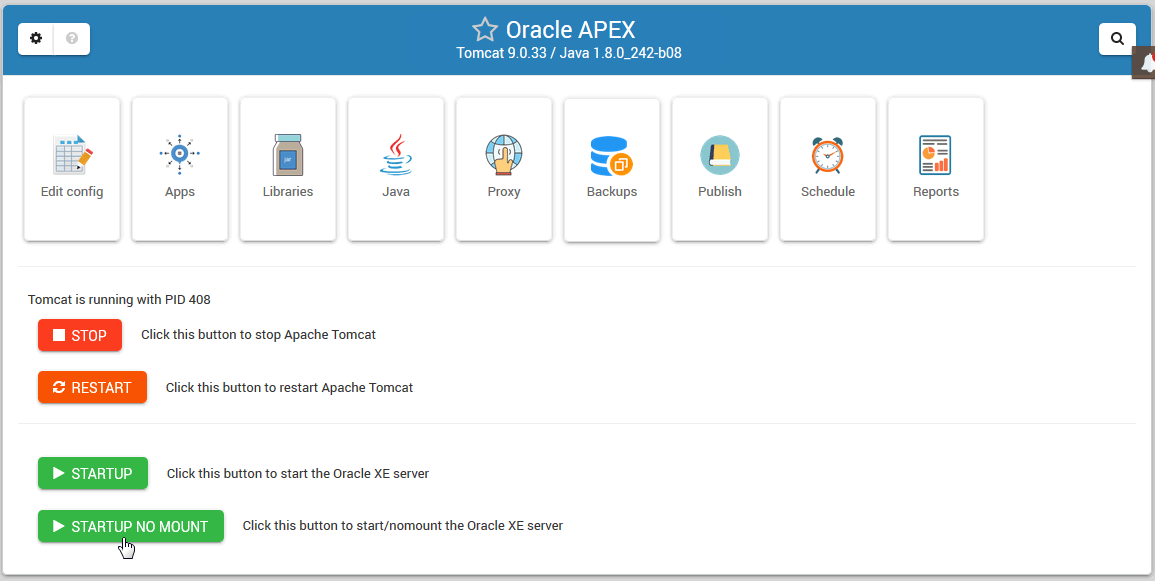 Oracle APEX
Tomcat 9.0.33 / Java 1.8.0_242-b08
Edit config
Apps
jar
Libraries
Java
Proxy
Backups
Publish
Schedule
Reports
Tomcat is running with PID 408
STOP Click this button to stop Apache Tomcat
RESTART Click this button to restart Apache Tomcat
STARTUP Click this button to start the Oracle XE server
STARTUP NO MOUNT Click this button to start/nomount the Oracle XE server